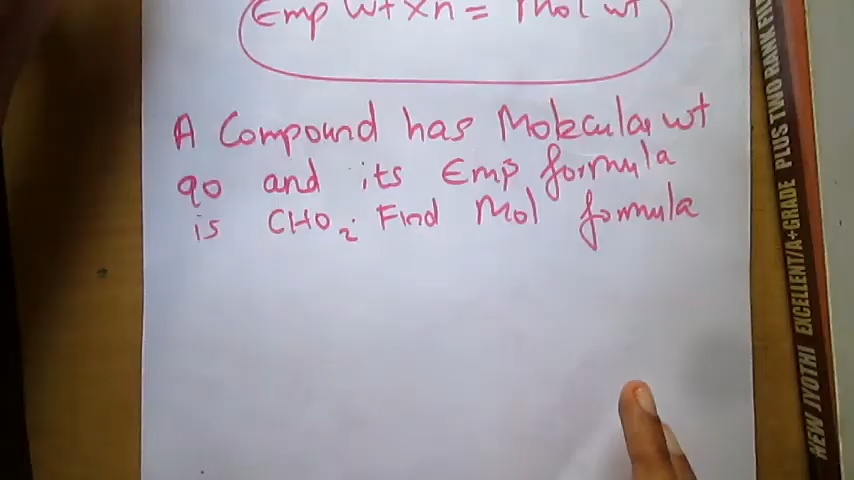 Emp wt × n = Mol wt
A Compound has Molecular wt
90 and its Emp formula
is CHO2. Find Mol formula
NEW JYOTHI EXCELLENT/A+GRADE PLUS TWO RANK FILE